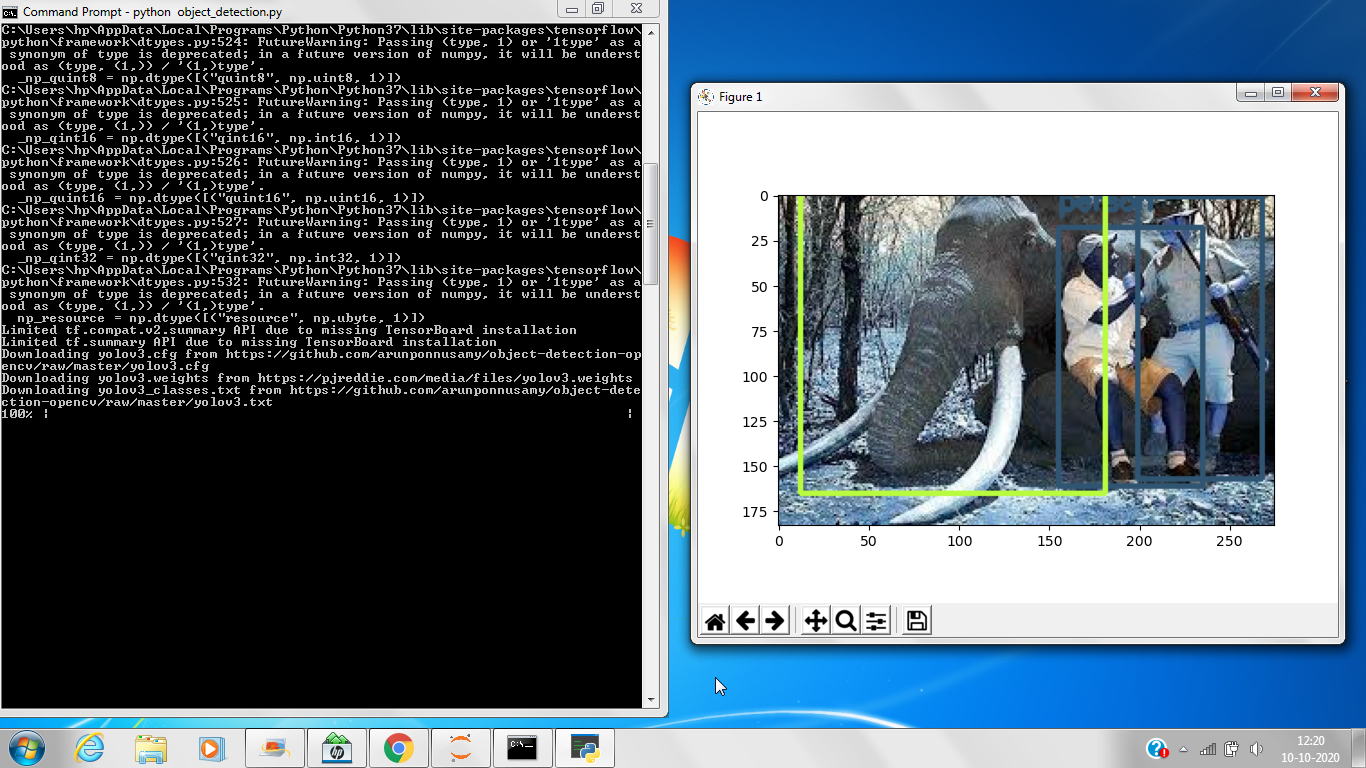 Command Prompt - python  object_detection.py
C:\Users\hp\AppData\Local\Programs\Python\Python37\lib\site-packages\tensorflow\
python\framework\dtypes.py:524: FutureWarning: Passing (type, 1) or '1type' as a
 synonym of type is deprecated; in a future version of numpy, it will be underst
ood as (type, (1,)) / '(1,)type'.
  _np_quint8 = np.dtype([("quint8", np.uint8, 1)])
C:\Users\hp\AppData\Local\Programs\Python\Python37\lib\site-packages\tensorflow\
python\framework\dtypes.py:525: FutureWarning: Passing (type, 1) or '1type' as a
 synonym of type is deprecated; in a future version of numpy, it will be underst
ood as (type, (1,)) / '(1,)type'.
  _np_qint16 = np.dtype([("qint16", np.int16, 1)])
C:\Users\hp\AppData\Local\Programs\Python\Python37\lib\site-packages\tensorflow\
python\framework\dtypes.py:526: FutureWarning: Passing (type, 1) or '1type' as a
 synonym of type is deprecated; in a future version of numpy, it will be underst
ood as (type, (1,)) / '(1,)type'.
  _np_quint16 = np.dtype([("quint16", np.uint16, 1)])
C:\Users\hp\AppData\Local\Programs\Python\Python37\lib\site-packages\tensorflow\
python\framework\dtypes.py:527: FutureWarning: Passing (type, 1) or '1type' as a
 synonym of type is deprecated; in a future version of numpy, it will be underst
ood as (type, (1,)) / '(1,)type'.
  _np_qint32 = np.dtype([("qint32", np.int32, 1)])
C:\Users\hp\AppData\Local\Programs\Python\Python37\lib\site-packages\tensorflow\
python\framework\dtypes.py:532: FutureWarning: Passing (type, 1) or '1type' as a
 synonym of type is deprecated; in a future version of numpy, it will be underst
ood as (type, (1,)) / '(1,)type'.
  np_resource = np.dtype([("resource", np.ubyte, 1)])
Limited tf.compat.v2.summary API due to missing TensorBoard installation
Limited tf.summary API due to missing TensorBoard installation
Downloading yolov3.cfg from https://github.com/arunponnusamy/object-detection-op
encv/raw/master/yolov3.cfg
Downloading yolov3.weights from https://pjreddie.com/media/files/yolov3.weights
Downloading yolov3_classes.txt from https://github.com/arunponnusamy/object-dete
ction-opencv/raw/master/yolov3.txt
100% |                                                                         |
Figure 1
0
25
50
75
100
125
150
175
0 50 100 150 200 250
12:20
10-10-2020